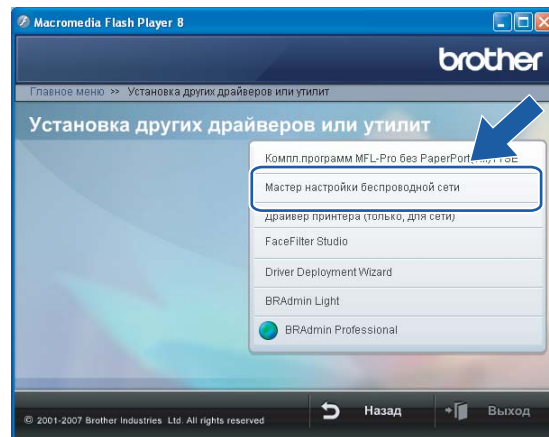 Macromedia Flash Player 8
brother
Главное меню >> Установка других драйверов или утилит
Установка других драйверов или утилит
Компл.программ MFL-Pro без PaperPort
Мастер настройки беспроводной сети
Драйвер принтера (только, для сети)
FaceFilter Studio
Driver Deployment Wizard
BRAdmin Light
BRAdmin Professional
© 2001-2007 Brother Industries Ltd. All rights reserved
Назад
Выход